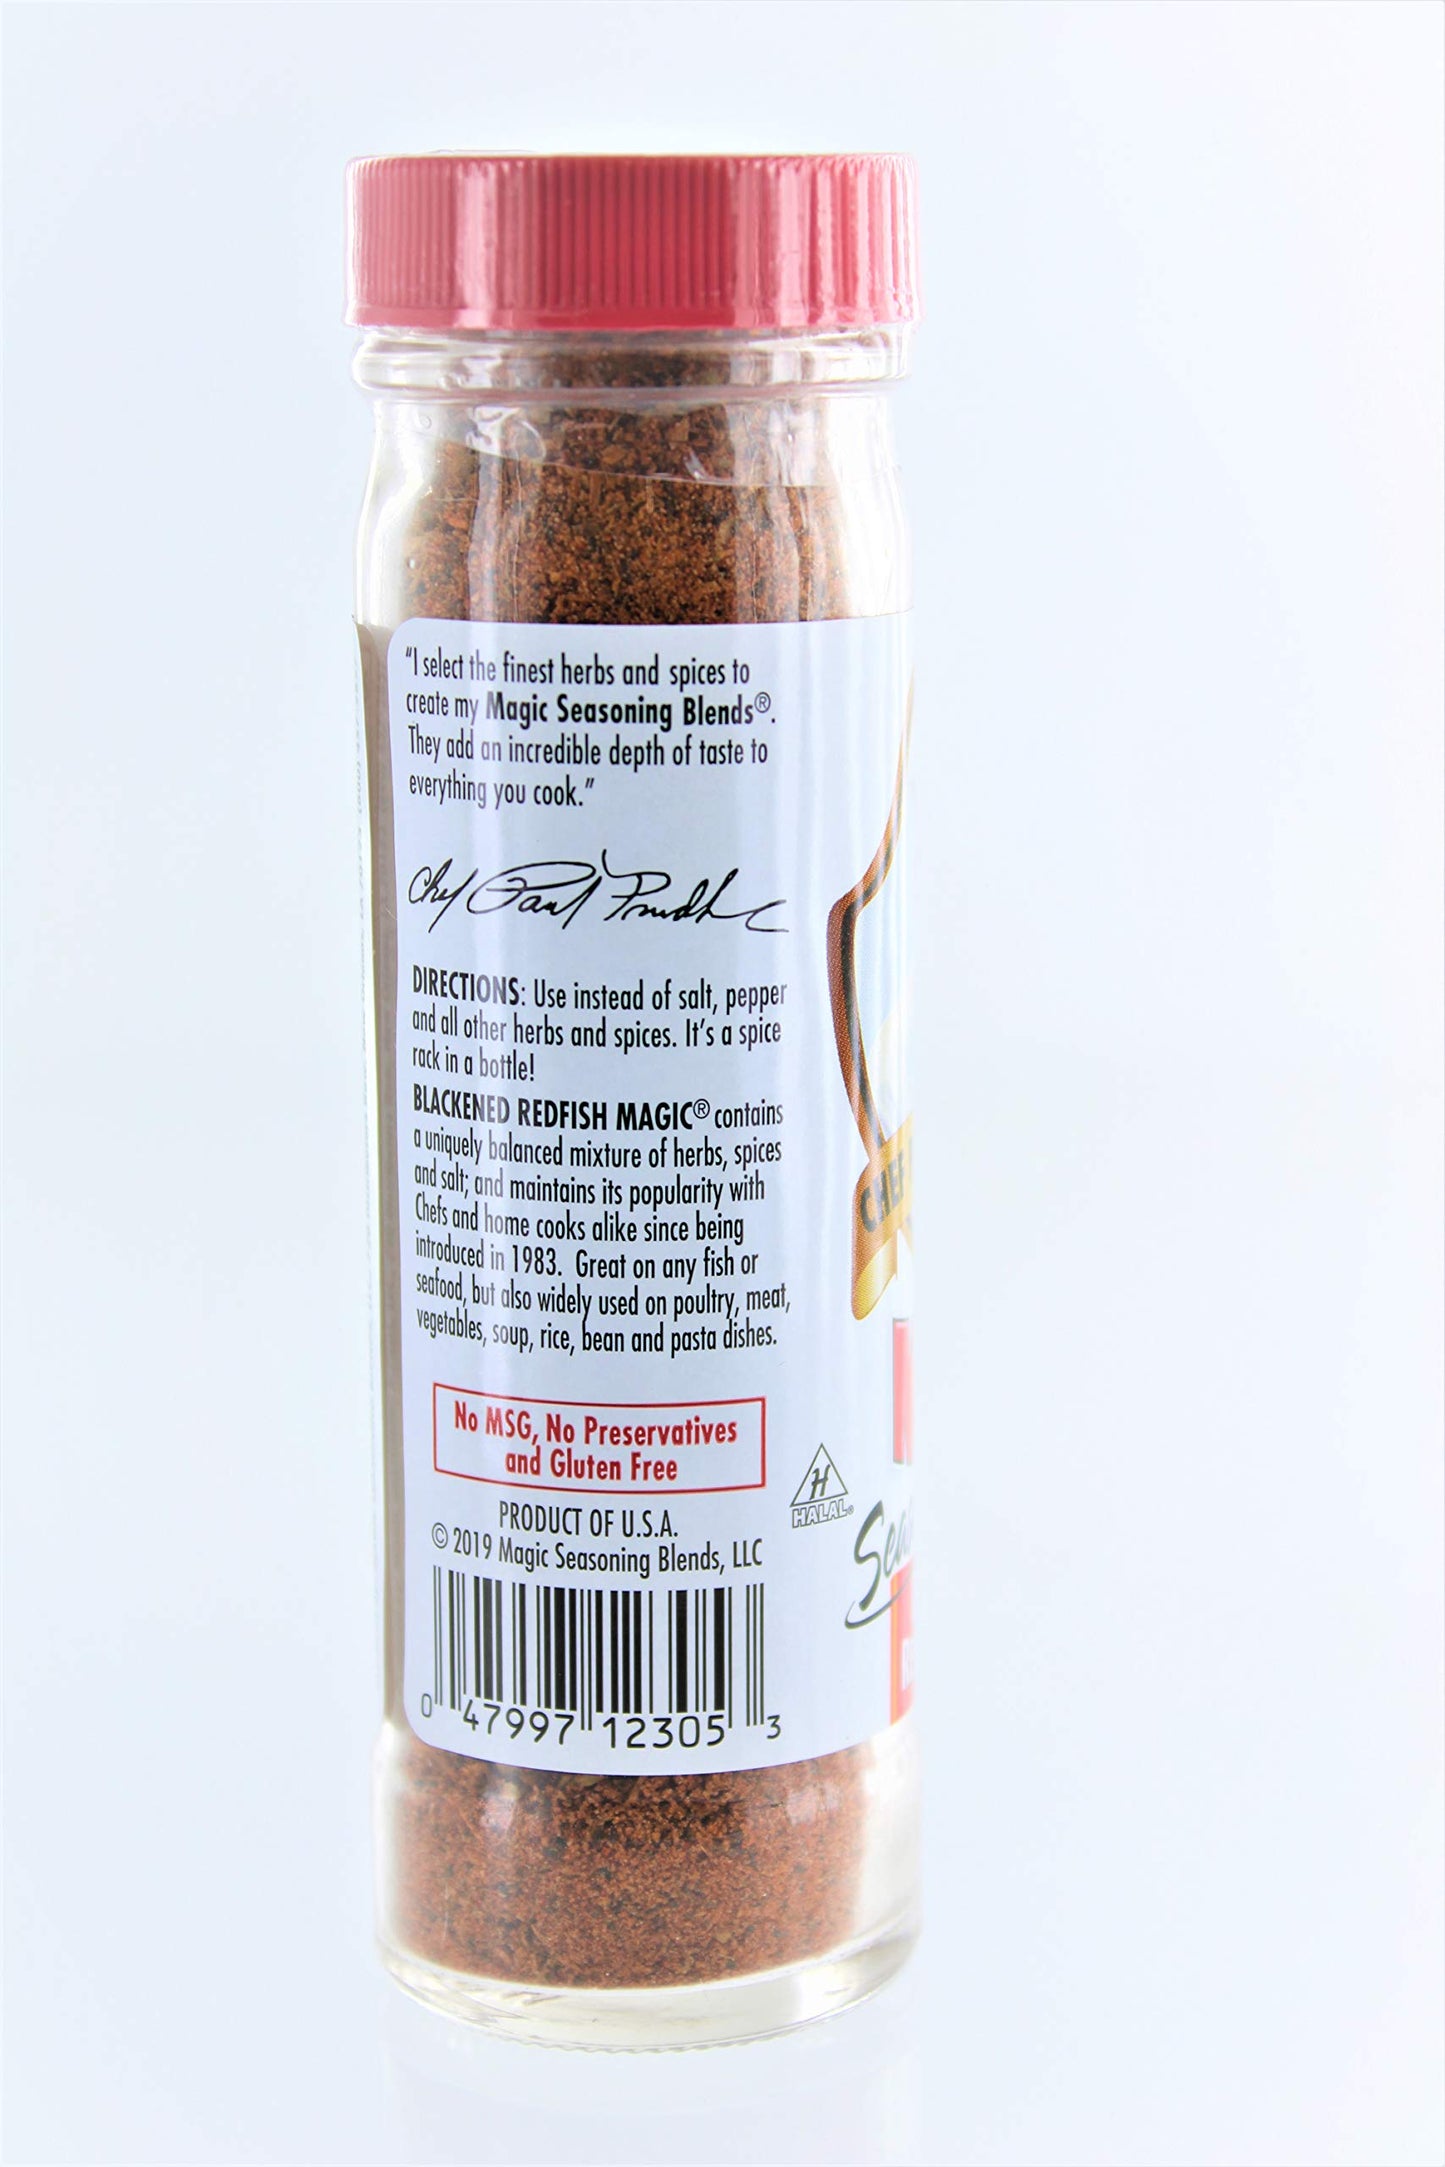 “I select the finest herbs and spices to
create my Magic Seasoning Blends®.
They add an incredible depth of taste to
everything you cook.”
Chef Paul Prudhomme
DIRECTIONS: Use instead of salt, pepper
and all other herbs and spices. It’s a spice
rack in a bottle!
BLACKENED REDFISH MAGIC® contains
a uniquely balanced mixture of herbs, spices
and salt; and maintains its popularity with
Chefs and home cooks alike since being
introduced in 1983. Great on any fish or
seafood, but also widely used on poultry, meat,
vegetables, soup, rice, bean and pasta dishes.
No MSG, No Preservatives
and Gluten Free
H
HALAL®
PRODUCT OF U.S.A.
© 2019 Magic Seasoning Blends, LLC
0 47997 12305 3
CHEF
Sea